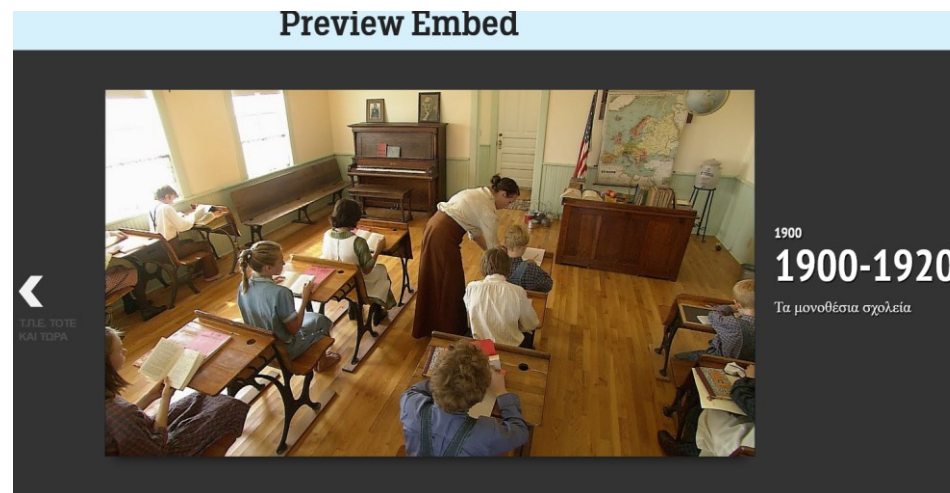 Preview Embed
Τ.Π.Ε. ΤΟΤΕ
ΚΑΙ ΤΩΡΑ
1900
1900-1920
Τα μονοθέσια σχολεία